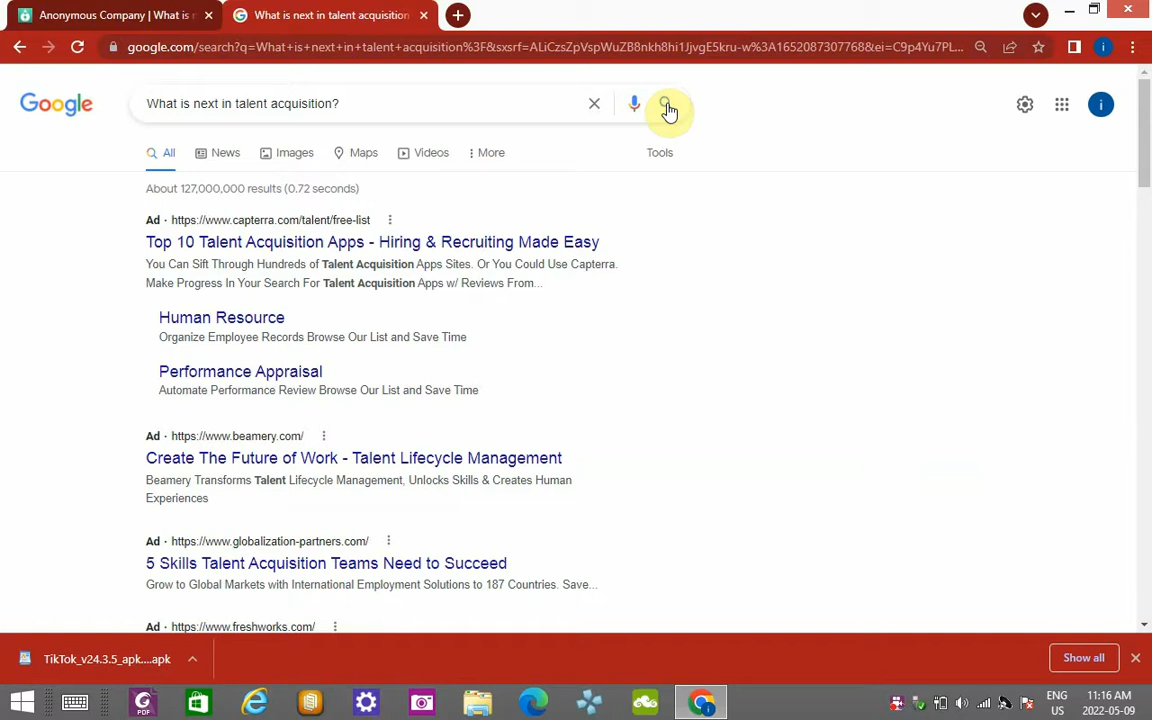 Anonymous Company | What is
What is next in talent acquisition
google.com/search?q=What+is+next+in+talent+acquisition%3F&sxsrf=ALiCzsZpVspWuZB8nkh8hi1JjvgE5kru-w%3A1652087307768&ei=C9p4Yu7PL...
i
Google
What is next in talent acquisition?
i
All
News
Images
Maps
Videos
More
Tools
About 127,000,000 results (0.72 seconds)
Ad · https://www.capterra.com/talent/free-list
Top 10 Talent Acquisition Apps - Hiring & Recruiting Made Easy
You Can Sift Through Hundreds of Talent Acquisition Apps Sites. Or You Could Use Capterra.
Make Progress In Your Search For Talent Acquisition Apps w/ Reviews From...
Human Resource
Organize Employee Records Browse Our List and Save Time
Performance Appraisal
Automate Performance Review Browse Our List and Save Time
Ad · https://www.beamery.com/
Create The Future of Work - Talent Lifecycle Management
Beamery Transforms Talent Lifecycle Management, Unlocks Skills & Creates Human
Experiences
Ad · https://www.globalization-partners.com/
5 Skills Talent Acquisition Teams Need to Succeed
Grow to Global Markets with International Employment Solutions to 187 Countries. Save...
Ad · https://www.freshworks.com/
TikTok_v24.3.5_apk....apk
Show all
PDF
ENG
US
11:16 AM
2022-05-09